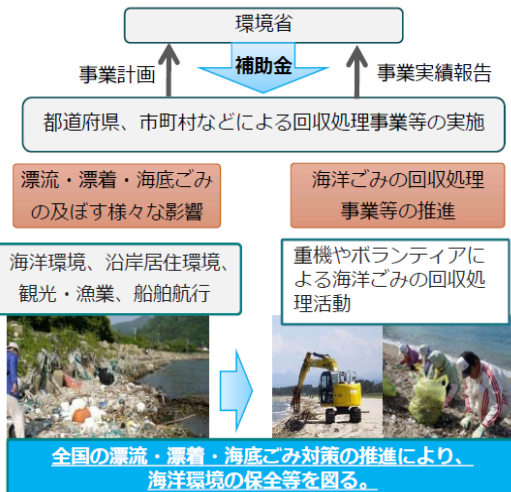 環境省
事業計画
補助金
事業実績報告
都道府県、市町村などによる回収処理事業等の実施
漂流・漂着・海底ごみ
の及ぼす様々な影響
海洋ごみの回収処理
事業等の推進
海洋環境、沿岸居住環境、
観光・漁業、船舶航行
重機やボランティアに
よる海洋ごみの回収処
理活動
全国の漂流・漂着・海底ごみ対策の推進により、
海洋環境の保全等を図る。